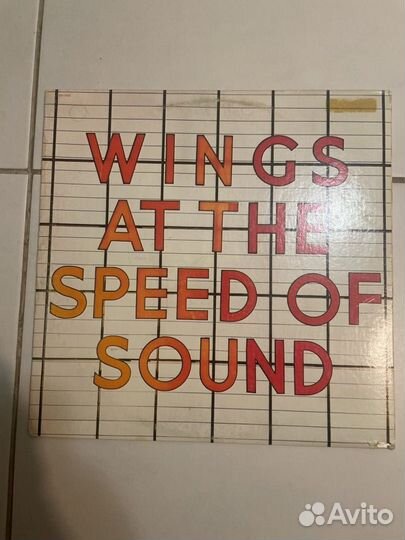 WINGS
AT THE
SPEED OF
SOUND
Avito